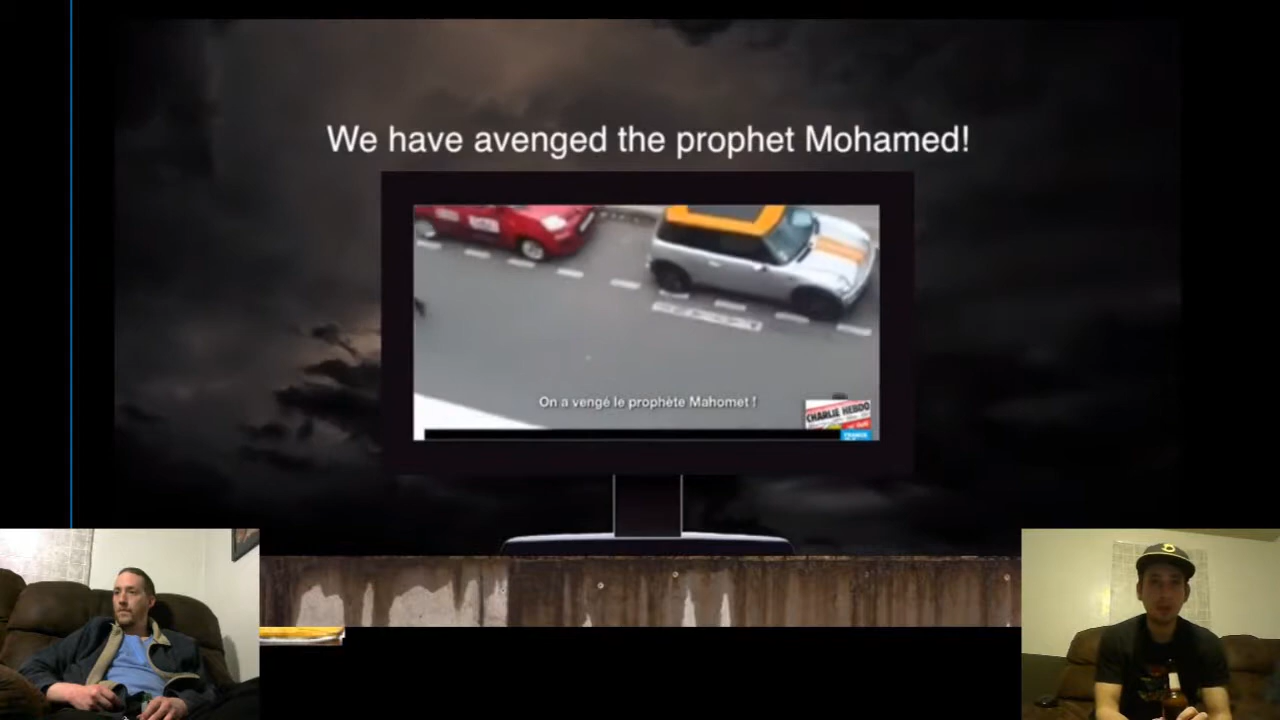 We have avenged the prophet Mohamed!
On a vengé le prophète Mahomet !
CHARLIE HEBDO